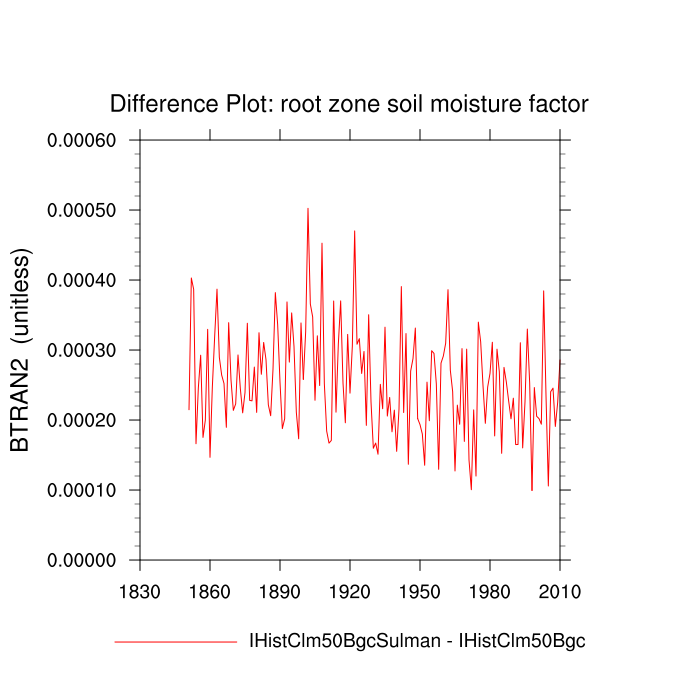 Difference Plot: root zone soil moisture factor
0.00060
0.00050
0.00040
0.00030
0.00020
0.00010
0.00000
BTRAN2 (unitless)
1830 1860 1890 1920 1950 1980 2010
IHistClm50BgcSulman - IHistClm50Bgc